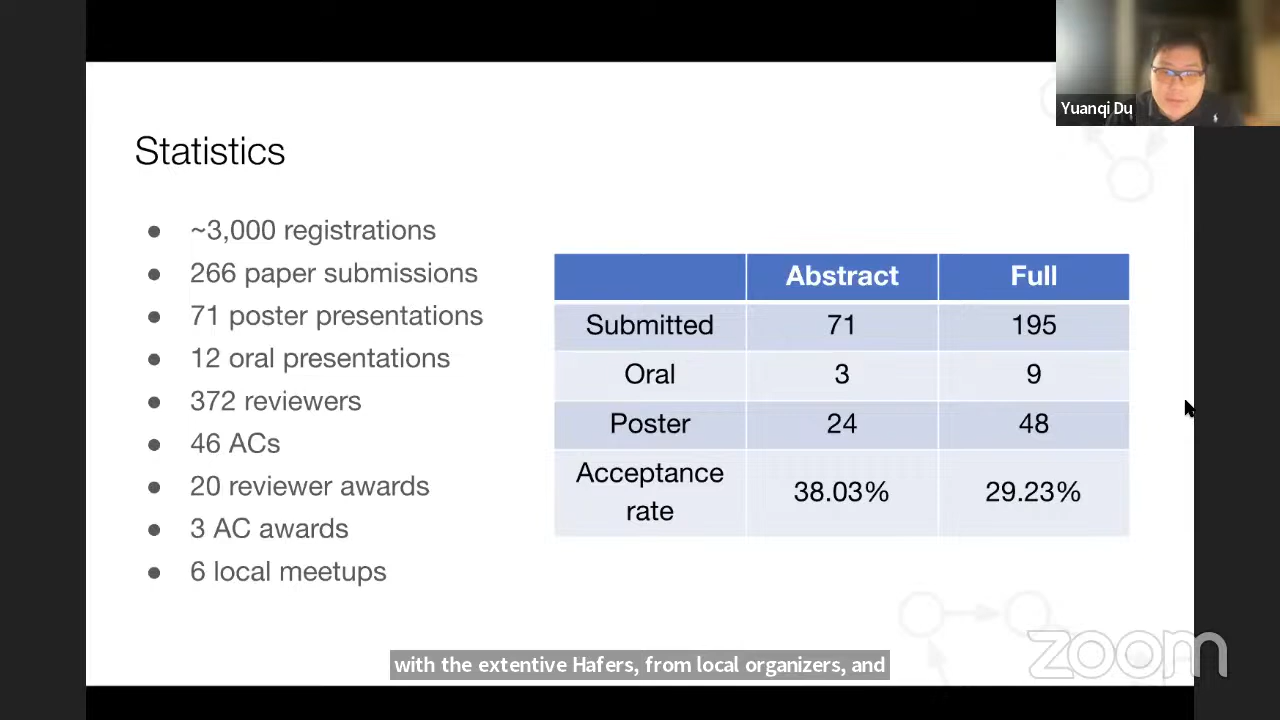 Yuanqi Du
Statistics
● ~3,000 registrations
● 266 paper submissions
● 71 poster presentations
● 12 oral presentations
● 372 reviewers
● 46 ACs
● 20 reviewer awards
● 3 AC awards
● 6 local meetups
Abstract Full
Submitted 71 195
Oral 3 9
Poster 24 48
Acceptance
rate 38.03% 29.23%
with the extentive Hafers, from local organizers, and
zoom